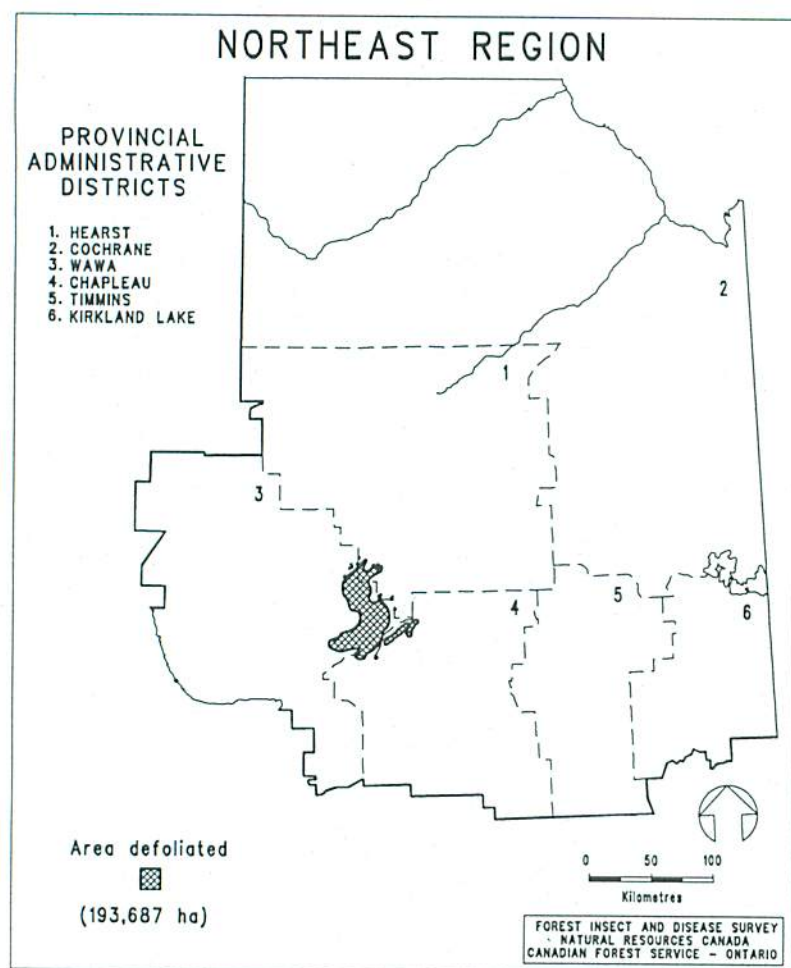 NORTHEAST REGION
PROVINCIAL
ADMINISTRATIVE
DISTRICTS
1. HEARST
2. COCHRANE
3. WAWA
4. CHAPLEAU
5. TIMMINS
6. KIRKLAND LAKE
2
1
3
4
5
6
Area defoliated
(193,687 ha)
0 50 100
Kilometres
FOREST INSECT AND DISEASE SURVEY
NATURAL RESOURCES CANADA
CANADIAN FOREST SERVICE - ONTARIO